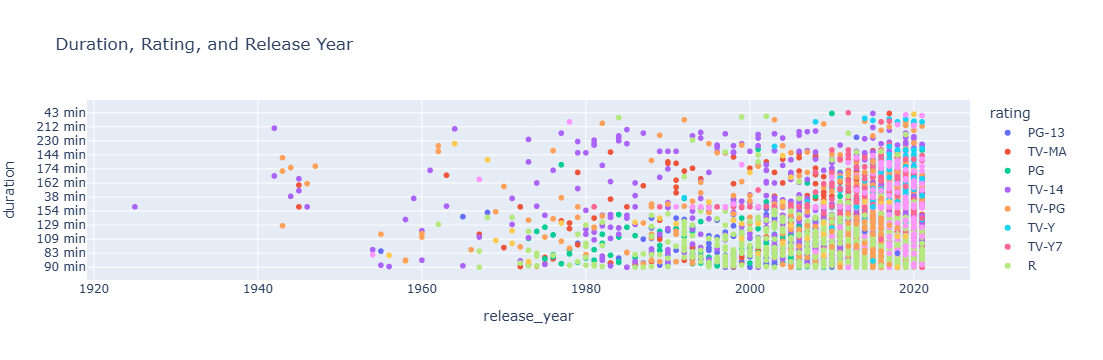 Duration, Rating, and Release Year
duration
43 min
212 min
230 min
144 min
174 min
162 min
38 min
154 min
129 min
109 min
83 min
90 min
1920
1940
1960
1980
2000
2020
release_year
rating
PG-13
TV-MA
PG
TV-14
TV-PG
TV-Y
TV-Y7
R